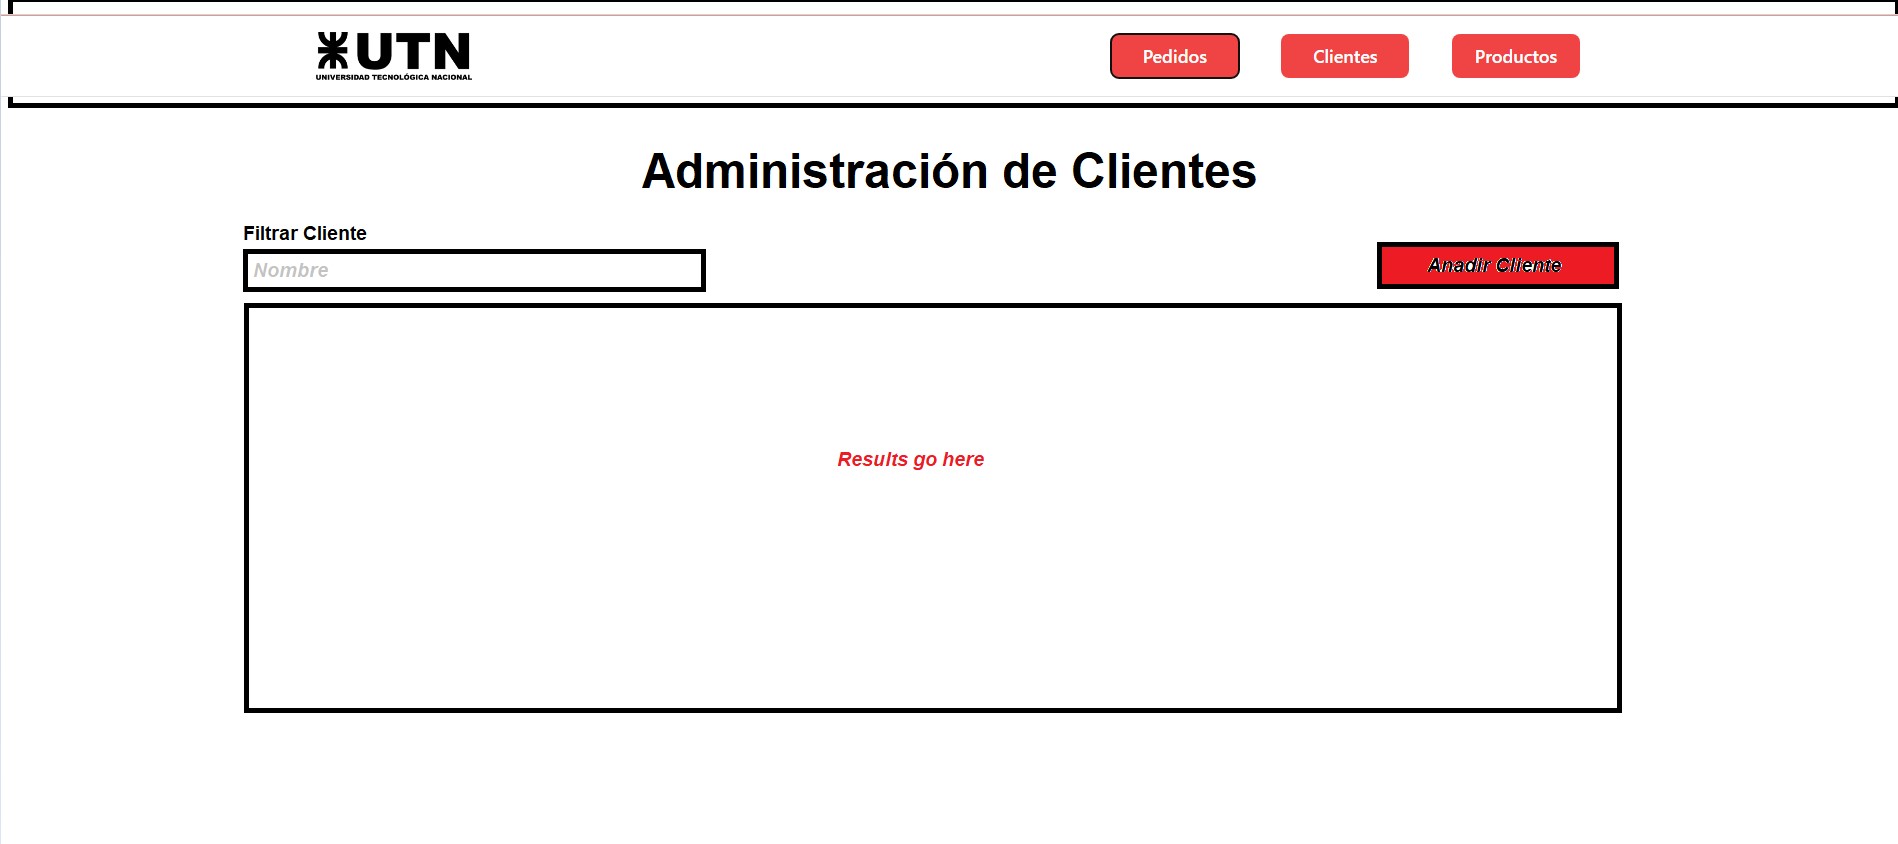 UTN
UNIVERSIDAD TECNOLÓGICA NACIONAL
Pedidos
Clientes
Productos
Administración de Clientes
Filtrar Cliente
Nombre
Anadir Cliente
Results go here